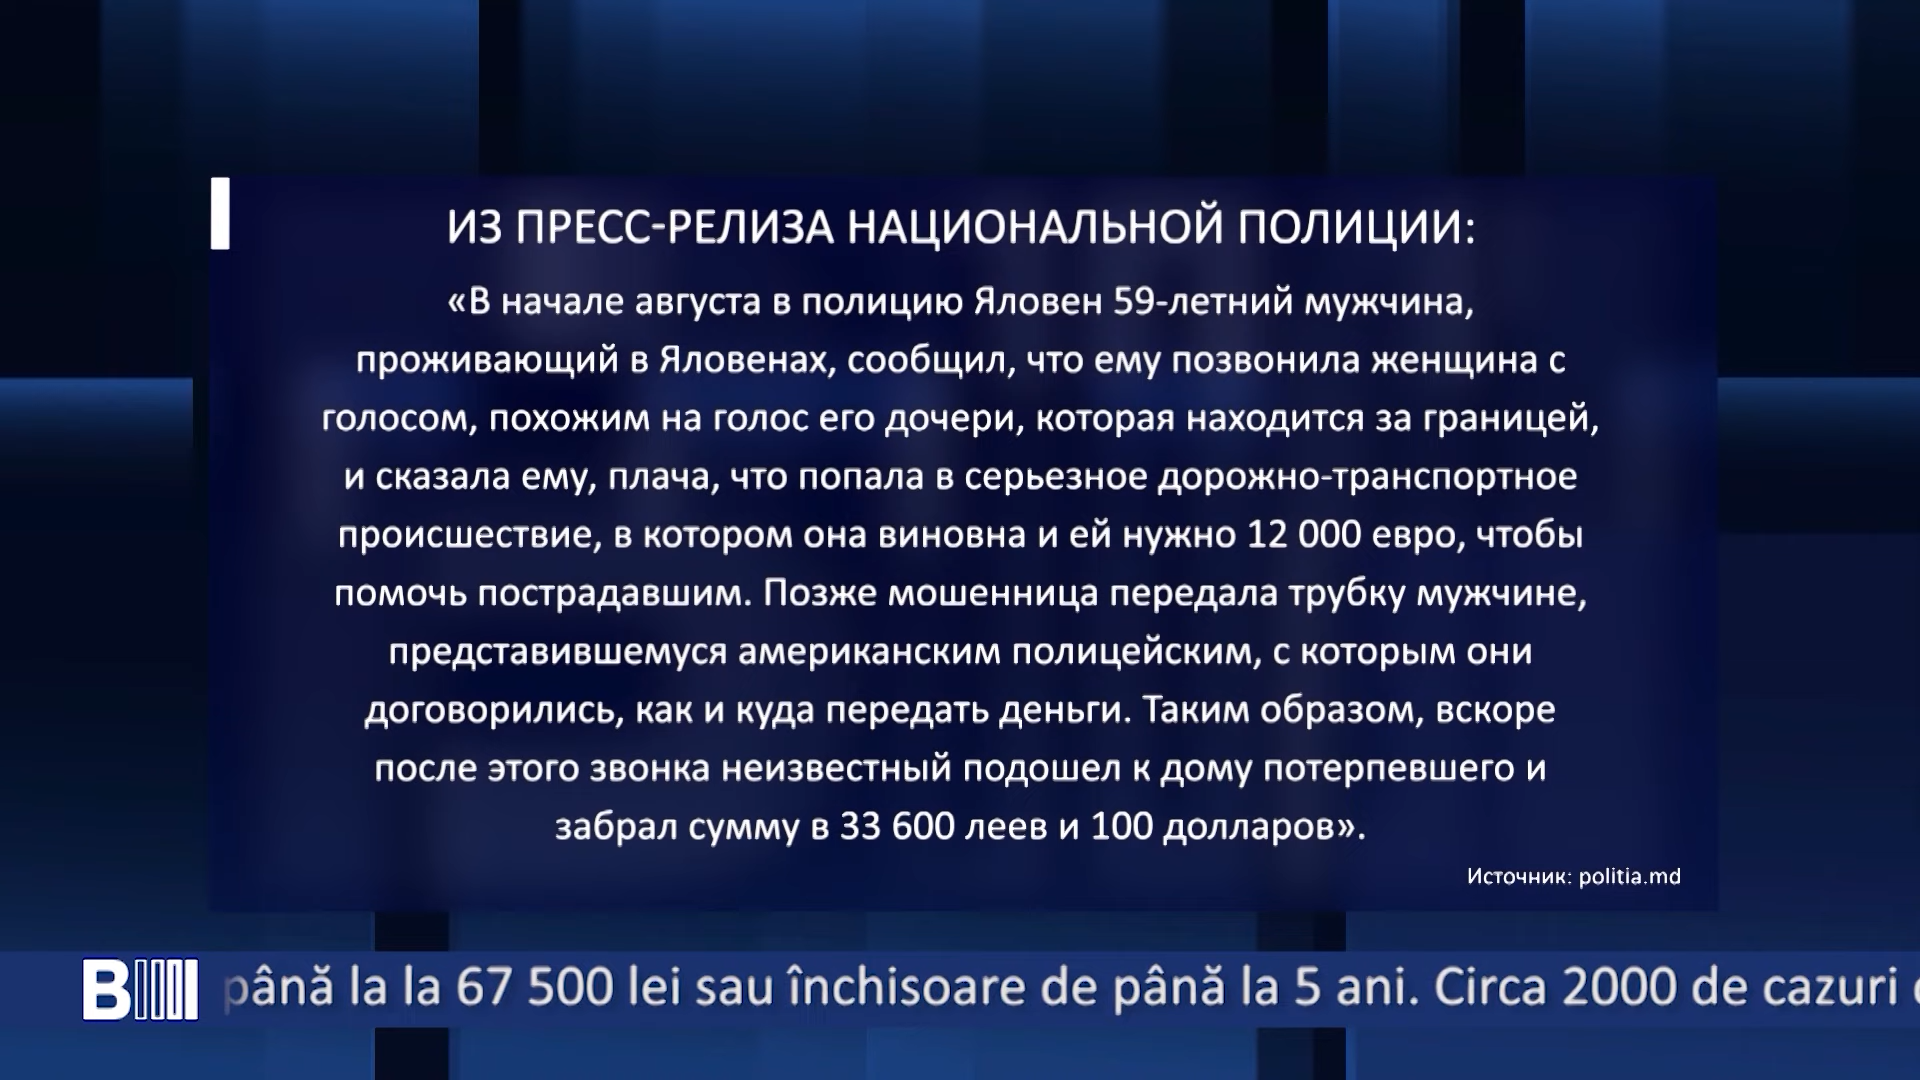 ИЗ ПРЕСС-РЕЛИЗА НАЦИОНАЛЬНОЙ ПОЛИЦИИ:
«В начале августа в полицию Яловен 59-летний мужчина,
проживающий в Яловенах, сообщил, что ему позвонила женщина с
голосом, похожим на голос его дочери, которая находится за границей,
и сказала ему, плача, что попала в серьезное дорожно-транспортное
происшествие, в котором она виновна и ей нужно 12 000 евро, чтобы
помочь пострадавшим. Позже мошенница передала трубку мужчине,
представившемуся американским полицейским, с которым они
договорились, как и куда передать деньги. Таким образом, вскоре
после этого звонка неизвестный подошел к дому потерпевшего и
забрал сумму в 33 600 леев и 100 долларов».
Источник: politia.md
B până la la 67 500 lei sau închisoare de până la 5 ani. Circa 2000 de cazuri